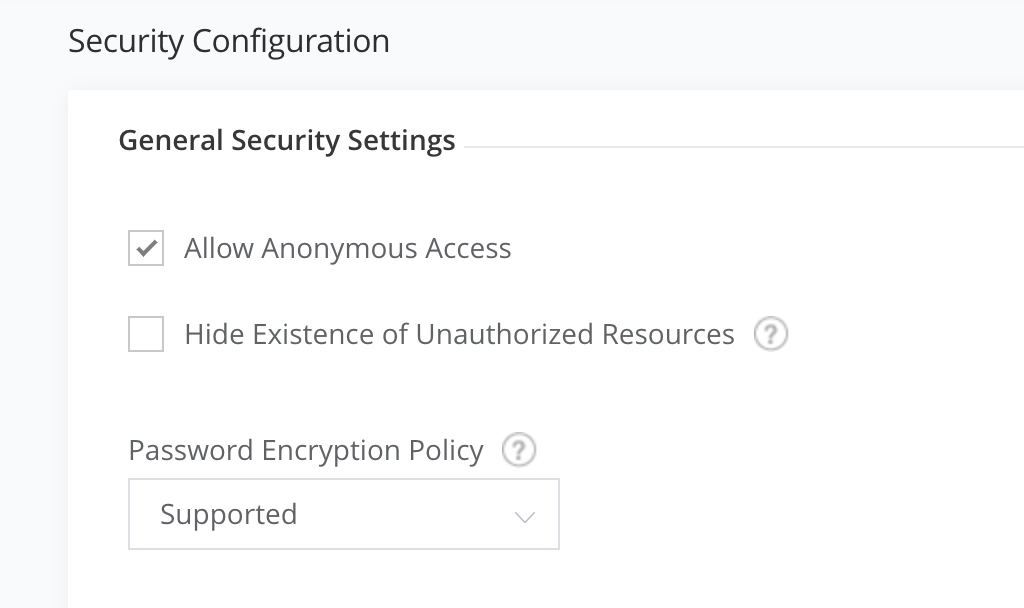 Security Configuration
General Security Settings
Allow Anonymous Access
Hide Existence of Unauthorized Resources ?
Password Encryption Policy ?
Supported